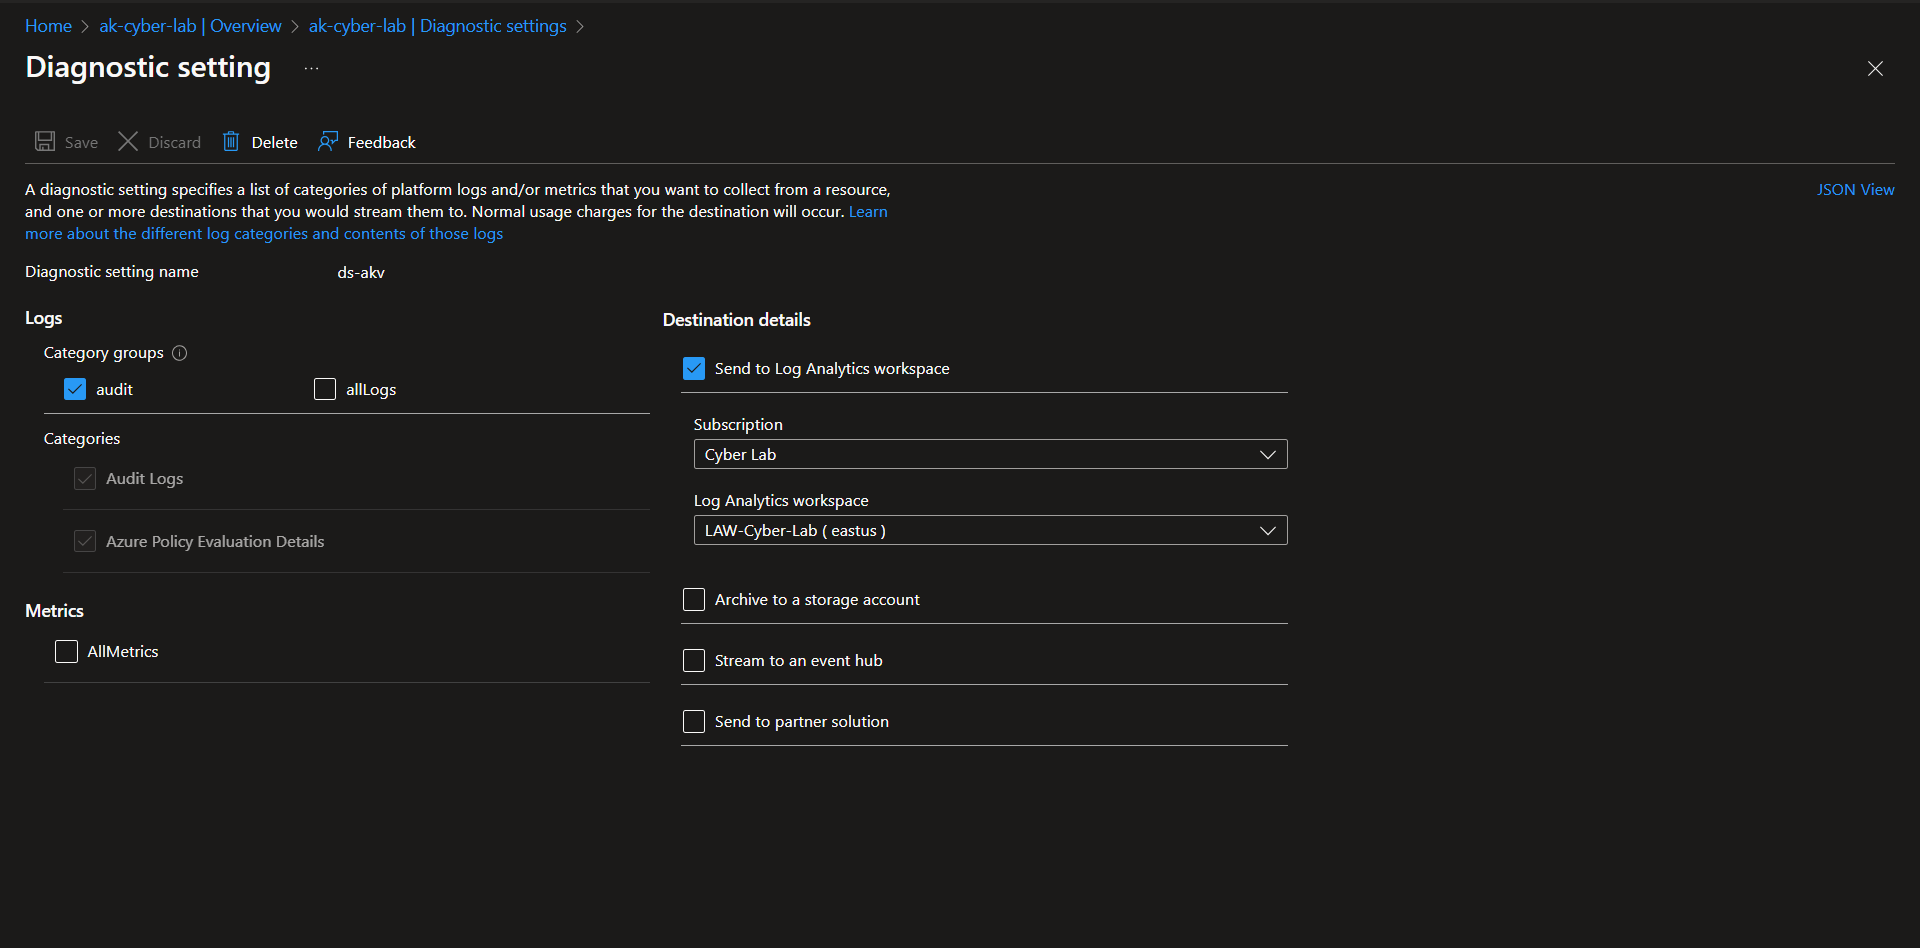 Home > ak-cyber-lab | Overview > ak-cyber-lab | Diagnostic settings >
Diagnostic setting ...
Save Discard Delete Feedback
A diagnostic setting specifies a list of categories of platform logs and/or metrics that you want to collect from a resource,
and one or more destinations that you would stream them to. Normal usage charges for the destination will occur. Learn
more about the different log categories and contents of those logs
JSON View
Diagnostic setting name ds-akv
Logs
Category groups
audit allLogs
Categories
Audit Logs
Azure Policy Evaluation Details
Metrics
AllMetrics
Destination details
Send to Log Analytics workspace
Subscription
Cyber Lab
Log Analytics workspace
LAW-Cyber-Lab ( eastus )
Archive to a storage account
Stream to an event hub
Send to partner solution